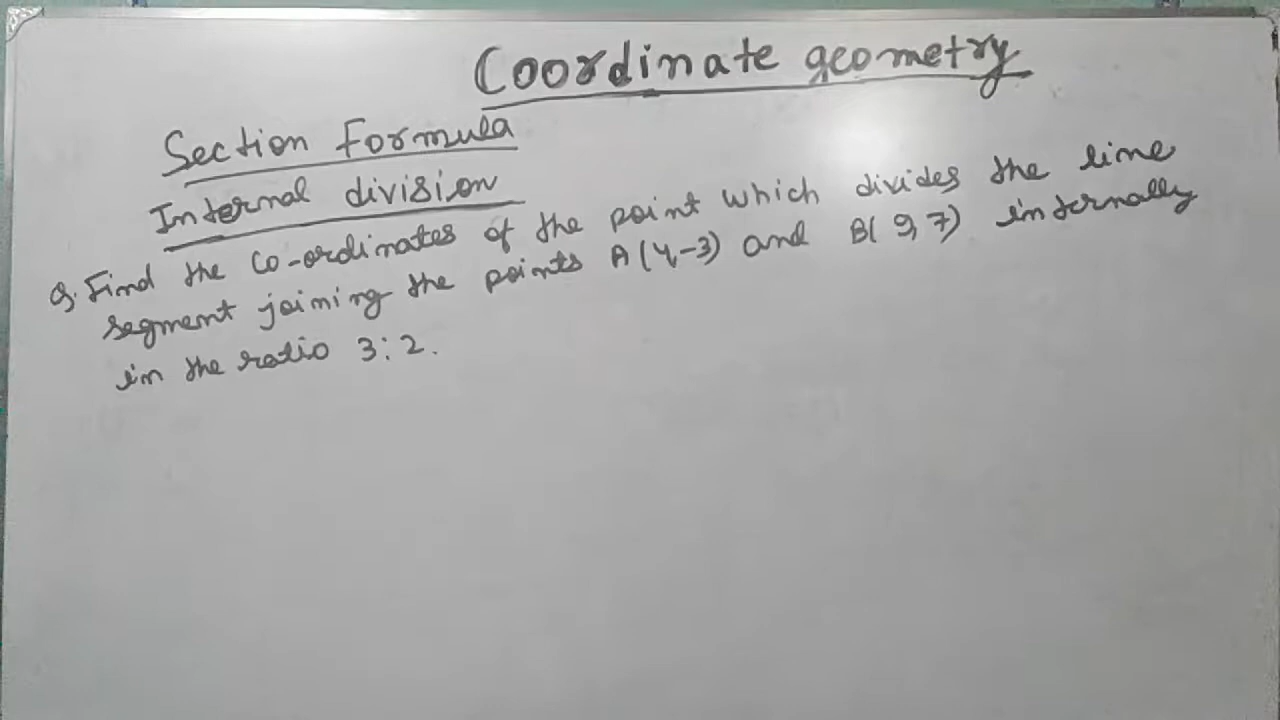 Coordinate geometry
Section Formula
Internal division
Q. Find the co-ordinates of the point which divides the line
segment joining the points A(4,-3) and B(9,7) internally
in the ratio 3:2.